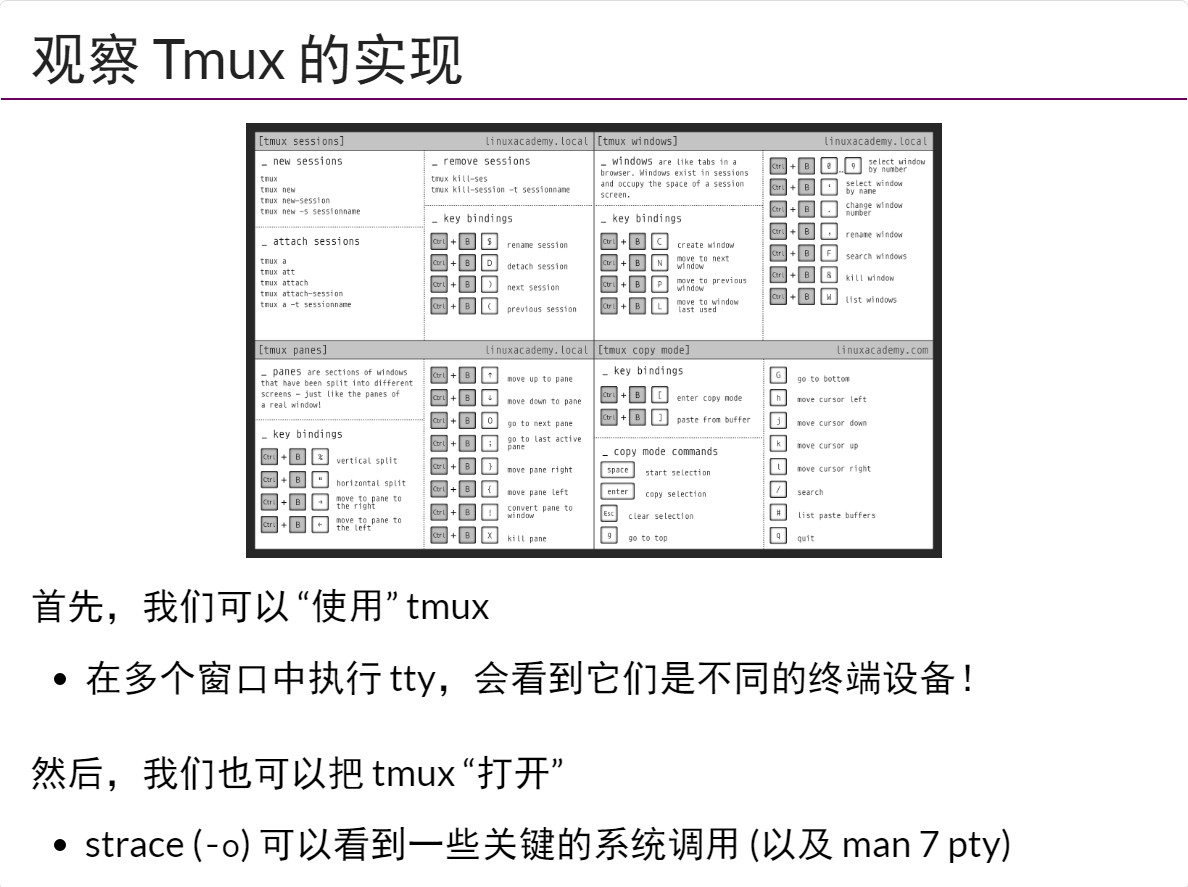 观察 Tmux 的实现
[tmux sessions] linuxacademy.local
_ new sessions
tmux
tmux new
tmux new-session
tmux new -s sessionname
_ attach sessions
tmux a
tmux att
tmux attach
tmux attach-session
tmux a -t sessionname
_ remove sessions
tmux kill-ses
tmux kill-session -t sessionname
_ key bindings
Ctrl + B $ rename session
Ctrl + B D detach session
Ctrl + B ) next session
Ctrl + B ( previous session
[tmux windows] linuxacademy.local
_ windows are like tabs in a
browser. Windows exist in sessions
and occupy the space of a session
screen.
_ key bindings
Ctrl + B C create window
Ctrl + B N move to next
window
Ctrl + B P move to previous
window
Ctrl + B L move to window
last used
Ctrl + B 0 ... 9 select window
by number
Ctrl + B ' select window
by name
Ctrl + B . change window
number
Ctrl + B , rename window
Ctrl + B F search windows
Ctrl + B & kill window
Ctrl + B W list windows
[tmux panes] linuxacademy.local
_ panes are sections of windows
that have been split into different
screens – just like the panes of
a real window!
_ key bindings
Ctrl + B % vertical split
Ctrl + B " horizontal split
Ctrl + B → move to pane to
the right
Ctrl + B ← move to pane to
the left
Ctrl + B ↑ move up to pane
Ctrl + B ↓ move down to pane
Ctrl + B O go to next pane
Ctrl + B ; go to last active
pane
Ctrl + B } move pane right
Ctrl + B { move pane left
Ctrl + B ! convert pane to
window
Ctrl + B X kill pane
[tmux copy mode] linuxacademy.com
_ key bindings
Ctrl + B [ enter copy mode
Ctrl + B ] paste from buffer
_ copy mode commands
space start selection
enter copy selection
Esc clear selection
g go to top
G go to bottom
h move cursor left
j move cursor down
k move cursor up
l move cursor right
/ search
# list paste buffers
q quit
首先，我们可以 “使用” tmux
• 在多个窗口中执行 tty，会看到它们是不同的终端设备！
然后，我们也可以把 tmux “打开”
• strace (-o) 可以看到一些关键的系统调用 (以及 man 7 pty)